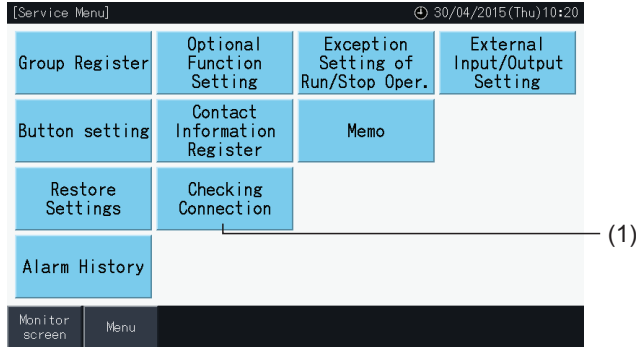 [Service Menu]
30/04/2015(Thu)10:20
Group Register
Optional
Function
Setting
Exception
Setting of
Run/Stop Oper.
External
Input/Output
Setting
Button setting
Contact
Information
Register
Memo
Restore
Settings
Checking
Connection
(1)
Alarm History
Monitor
screen
Menu